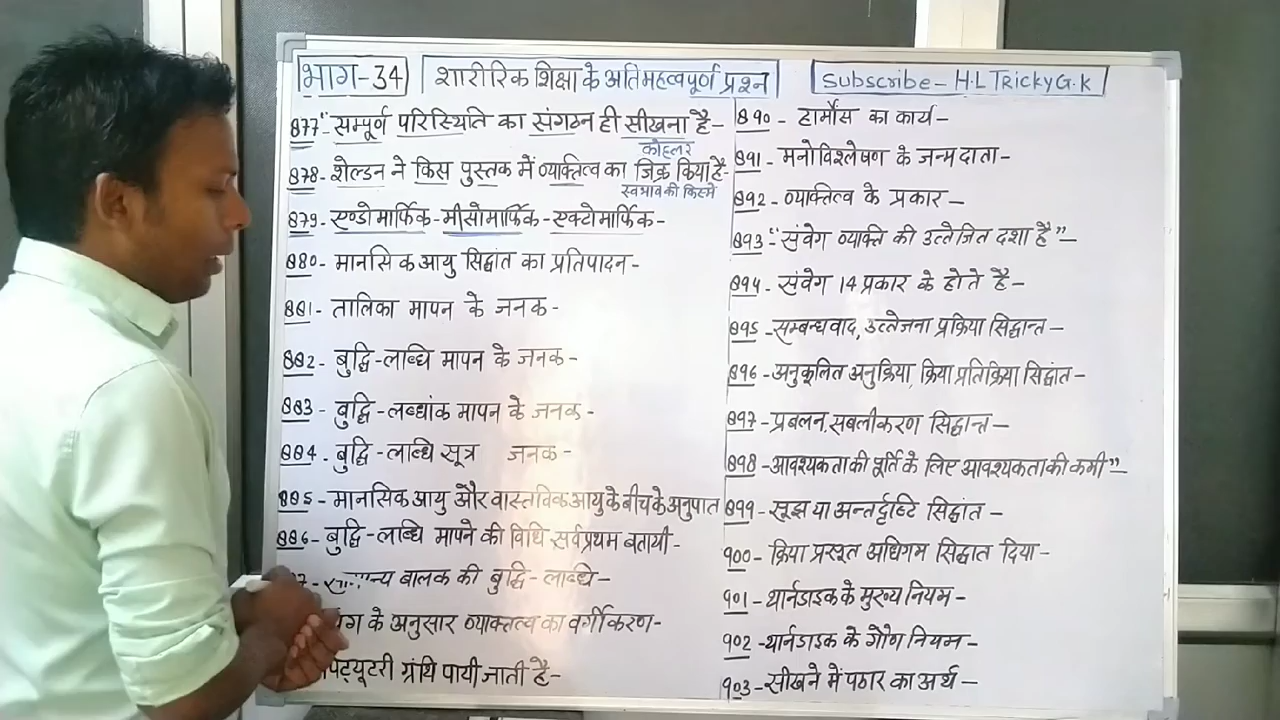 भाग-34
शारीरिक शिक्षा के अतिमहत्वपूर्ण प्रश्न
Subscribe- H.L TRicky G.K
877- "सम्पूर्ण परिस्थिति का संगठन ही सीखना है-
कोहलर
878- शेल्डन ने किस पुस्तक में व्यक्तित्व का जिक्र किया है-
स्वभाव की किस्में
879- एण्डोमार्फिक-मीसोमार्फिक-एक्टोमार्फिक-
880- मानसिक आयु सिद्धांत का प्रतिपादन-
881- तालिका मापन के जनक-
882- बुद्धि-लब्धि मापन के जनक-
883- बुद्धि-लब्धांक मापन के जनक-
884- बुद्धि-लब्धि सूत्र जनक-
885- मानसिक आयु और वास्तविक आयु के बीच के अनुपात
886- बुद्धि-लब्धि मापने की विधि सर्वप्रथम बतायी-
बालक की बुद्धि-लब्धि-
के अनुसार व्यक्तित्व का वर्गीकरण-
ग्रंथि पायी जाती है-
890- हार्मोंस का कार्य-
891- मनोविश्लेषण के जन्मदाता-
892- व्यक्तित्व के प्रकार-
893- "संवेग व्यक्ति की उत्तेजित दशा है"-
894- संवेग 14 प्रकार के होते है-
895- सम्बन्धवाद, उत्तेजना प्रक्रिया सिद्धान्त-
896- अनुकूलित अनुक्रिया, क्रिया प्रतिक्रिया सिद्धांत-
897- प्रबलन, सबलीकरण सिद्धान्त-
898- आवश्यकता की पूर्ति के लिए आवश्यकता की कमी"-
899- सूझ या अन्तर्दृष्टि सिद्धांत-
900- क्रिया प्रसूत अधिगम सिद्धांत दिया-
901- थार्नडाइक के मुख्य नियम-
902- थार्नडाइक के गौण नियम-
903- सीखने में पठार का अर्थ-